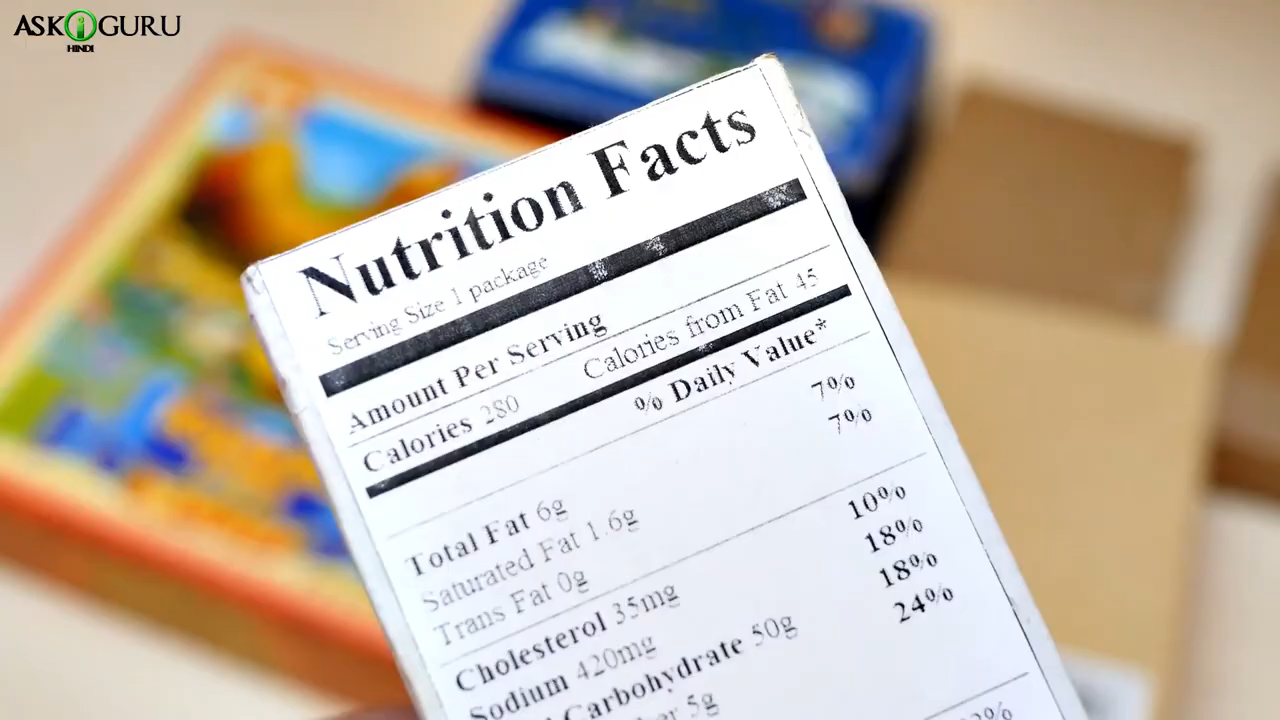 ASK i GURU
HINDI
Nutrition Facts
Serving Size 1 package
Amount Per Serving
Calories 280 Calories from Fat 45
% Daily Value*
Total Fat 6g 7%
Saturated Fat 1.6g 7%
Trans Fat 0g
Cholesterol 35mg 10%
Sodium 420mg 18%
Carbohydrate 50g 18%
5g 24%